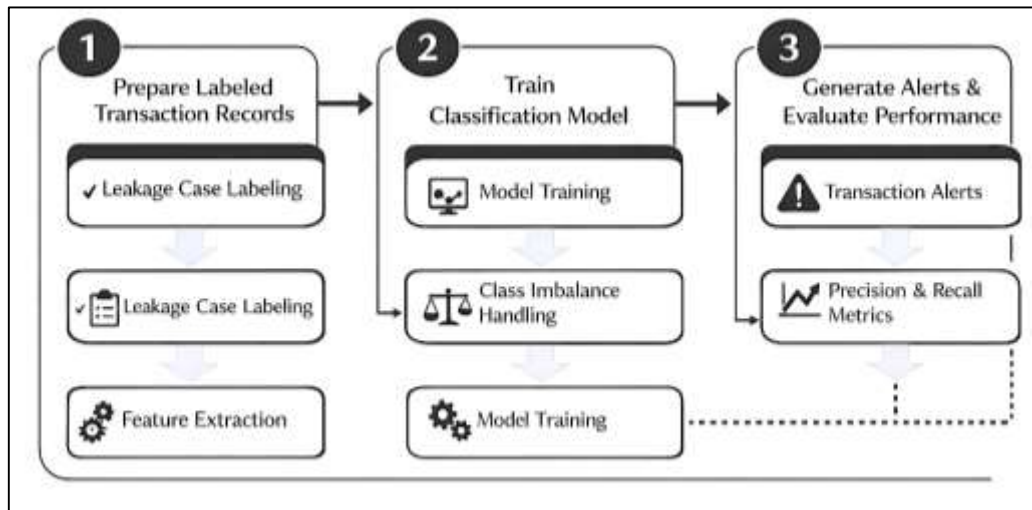 1
Prepare Labeled
Transaction Records
✓ Leakage Case Labeling
✓ Leakage Case Labeling
Feature Extraction
2
Train
Classification Model
Model Training
Class Imbalance
Handling
Model Training
3
Generate Alerts &
Evaluate Performance
Transaction Alerts
Precision & Recall
Metrics